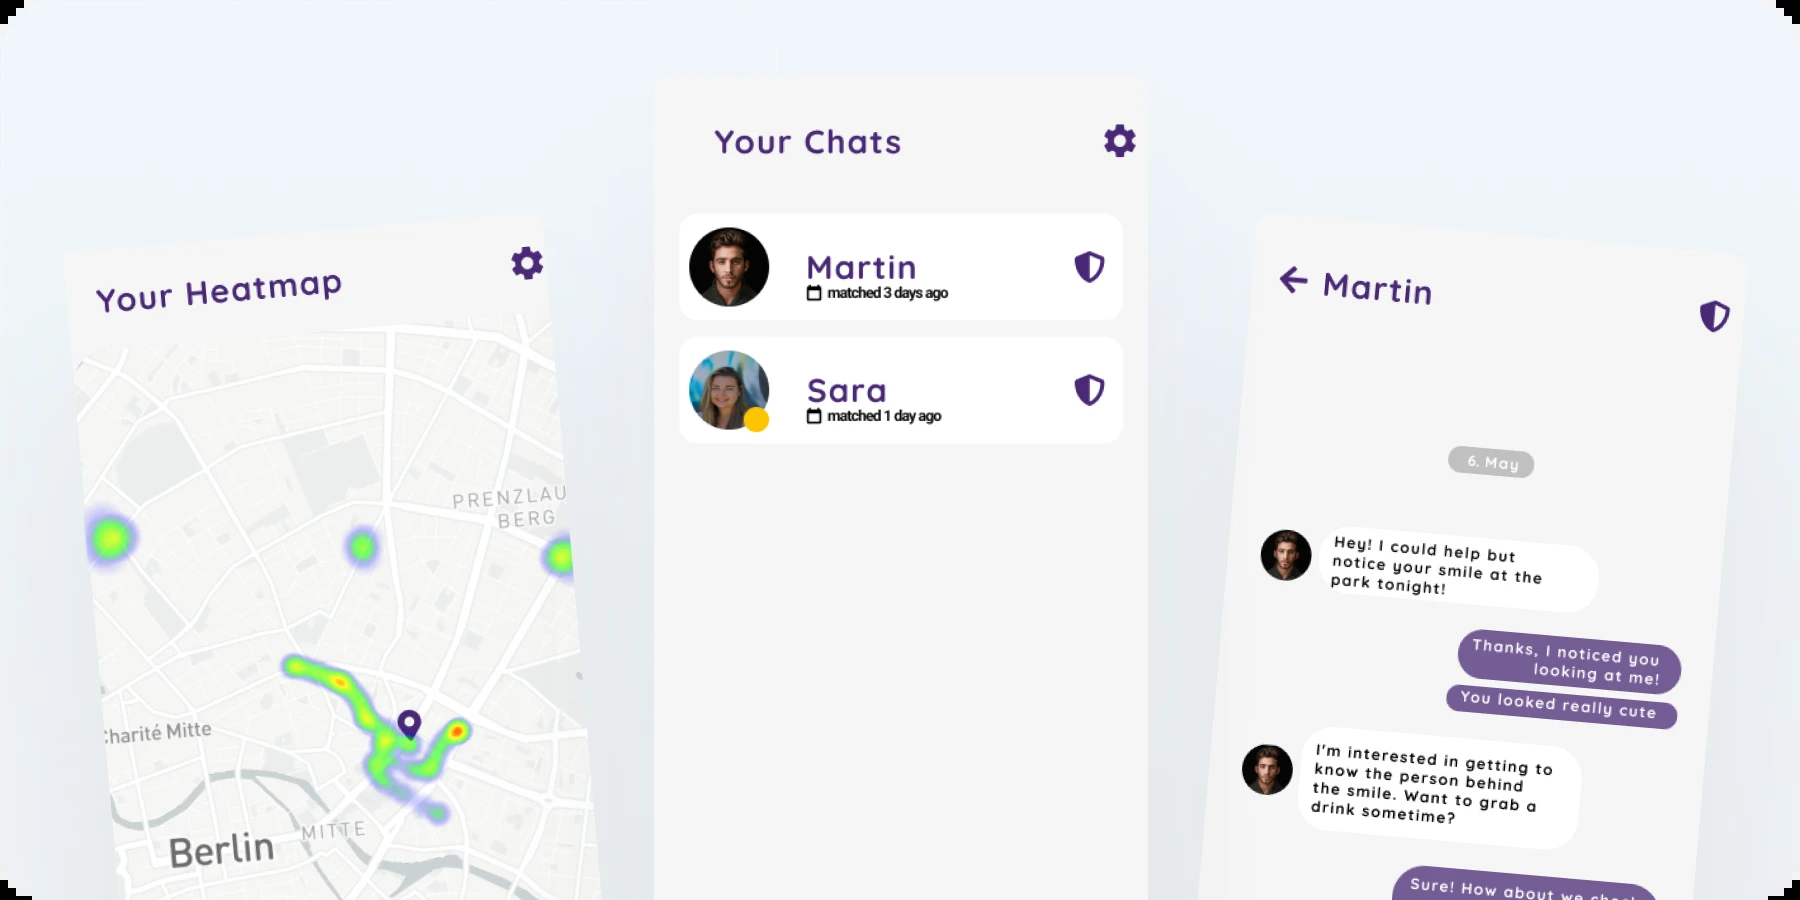 Your Heatmap
PRENZLAU
BERG
Charité Mitte
MITTE
Berlin
Your Chats
Martin
matched 3 days ago
Sara
matched 1 day ago
Martin
6. May
Hey! I could help but
notice your smile at the
park tonight!
Thanks, I noticed you
looking at me!
You looked really cute
I'm interested in getting to
know the person behind
the smile. Want to grab a
drink sometime?
Sure! How about we